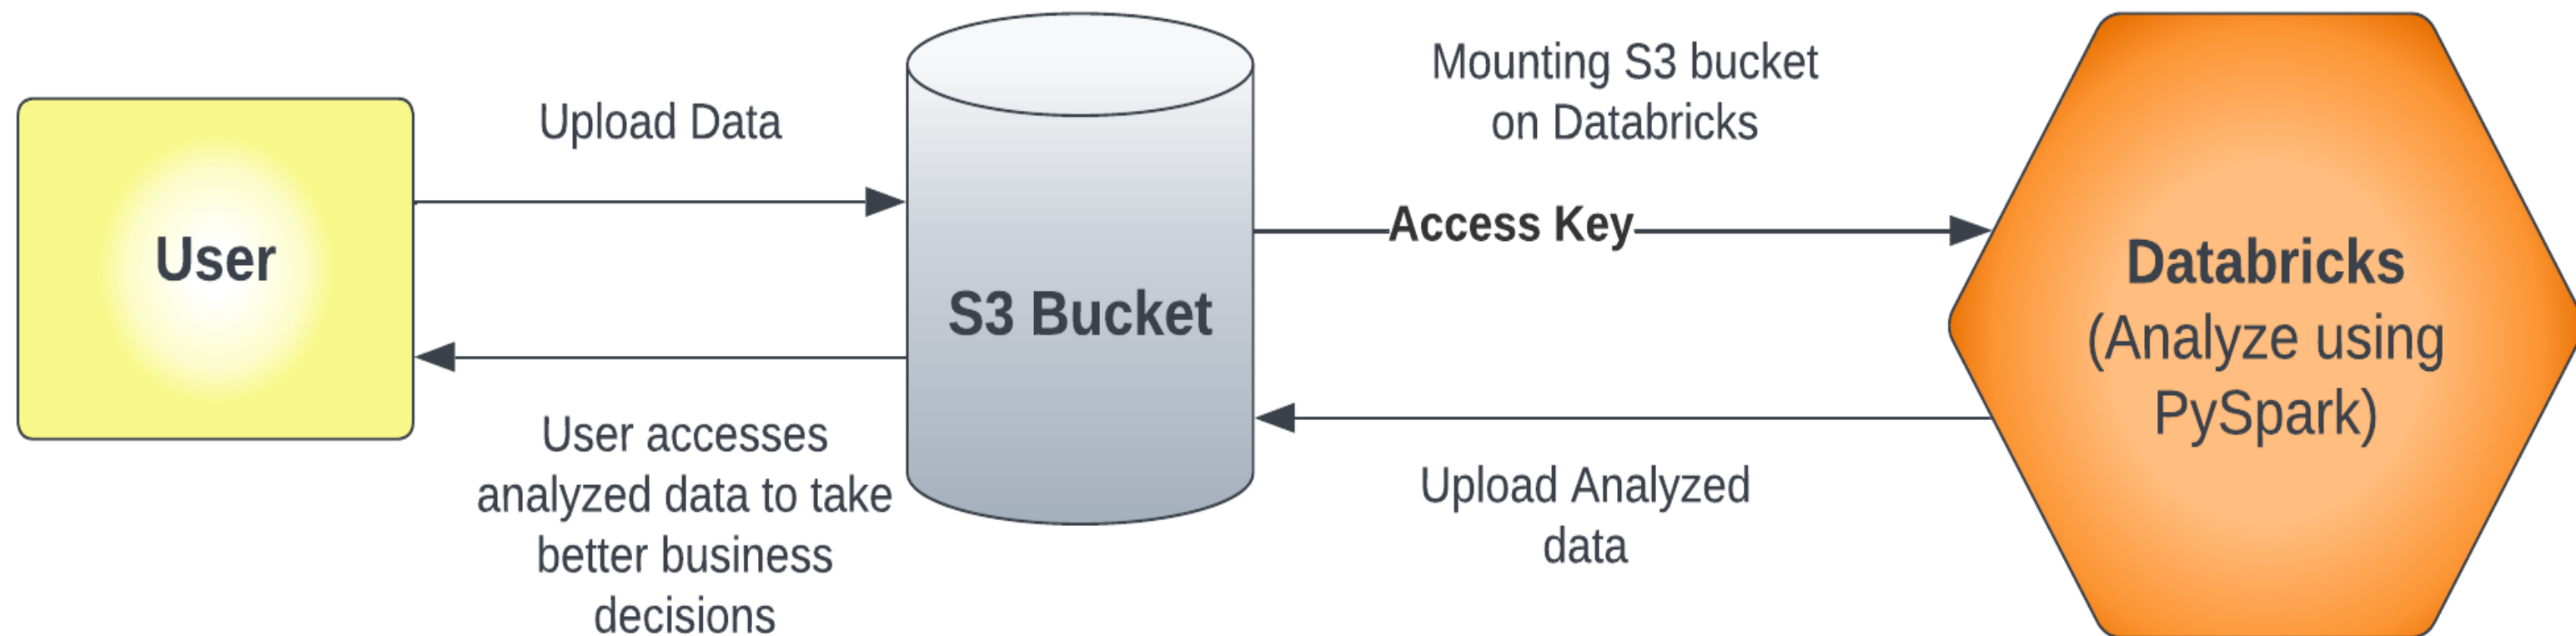 User
Upload Data
User accesses
analyzed data to take
better business
decisions
S3 Bucket
Mounting S3 bucket
on Databricks
Access Key
Upload Analyzed
data
Databricks
(Analyze using
PySpark)